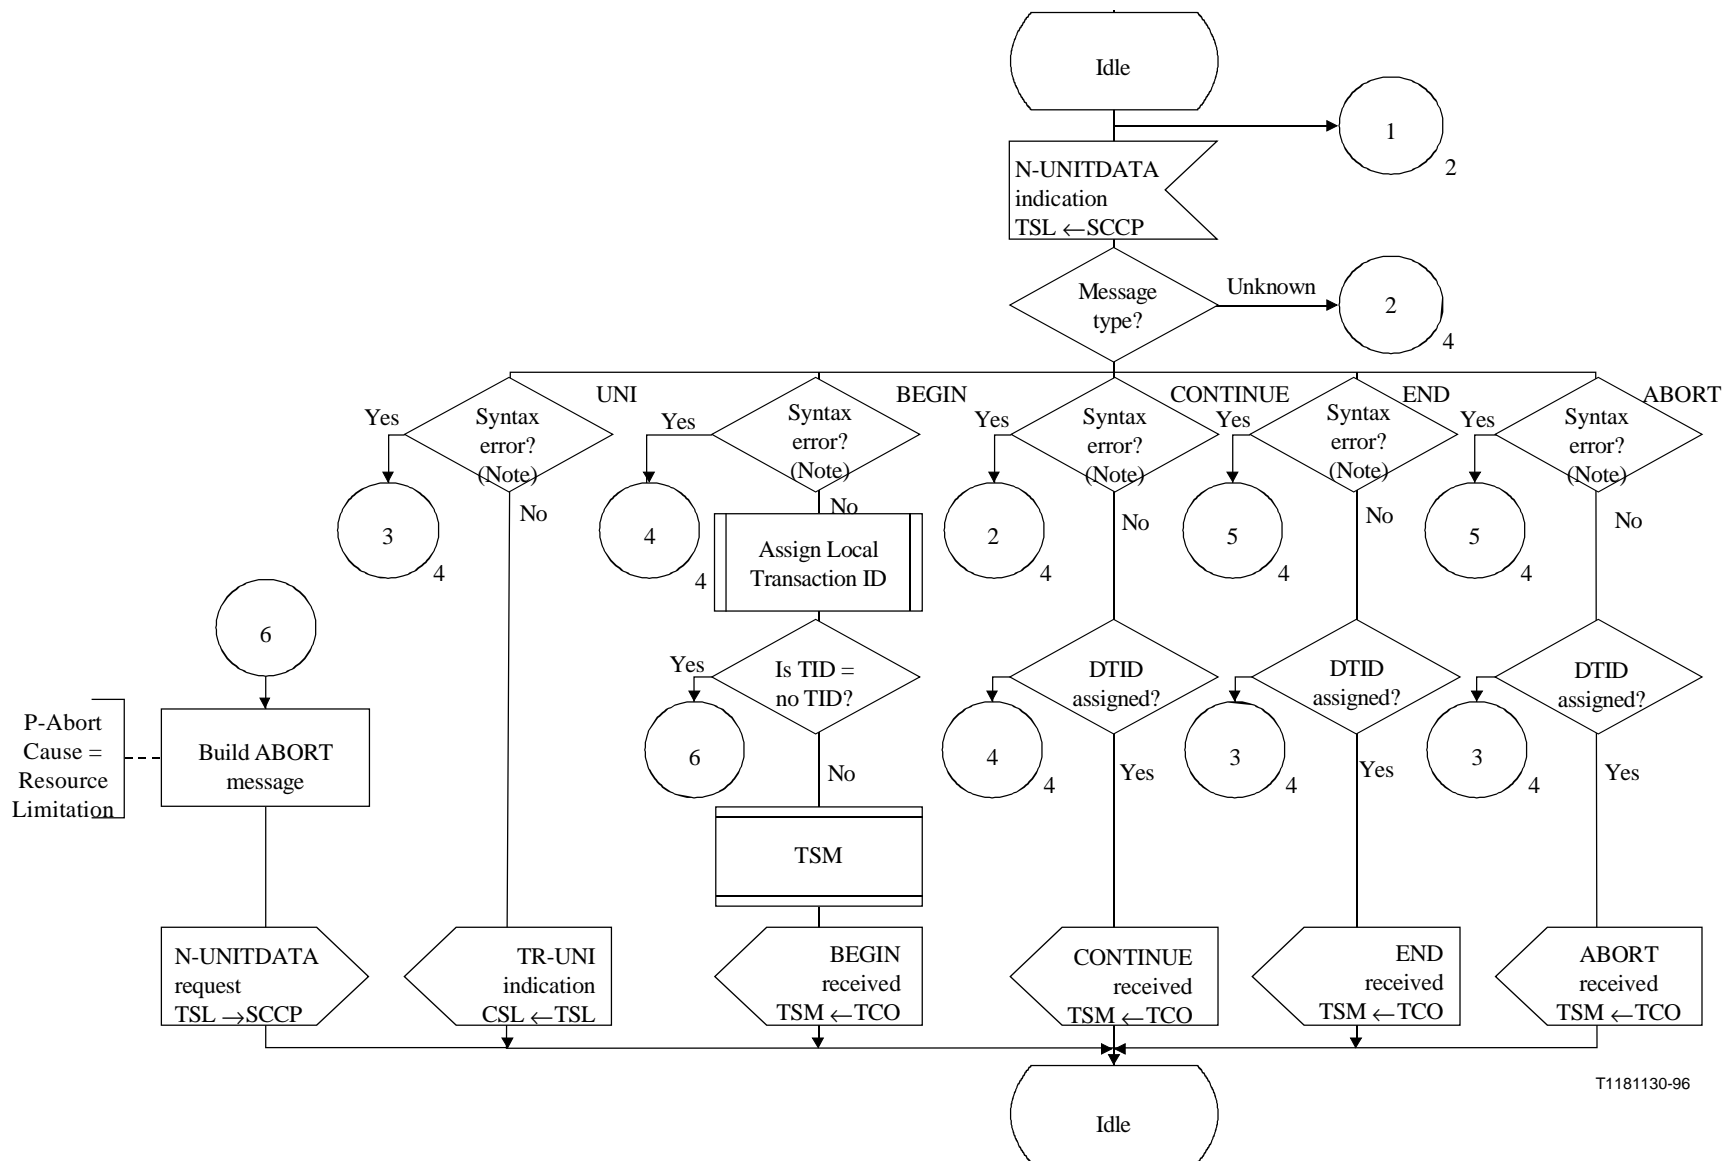 Idle
1
2
N-UNITDATA
indication
TSL ←SCCP
Message
type?
Unknown
2
4
UNI
BEGIN
CONTINUE
END
ABORT
Yes
Syntax
error?
(Note)
Yes
Syntax
error?
(Note)
Yes
Syntax
error?
(Note)
Yes
Syntax
error?
(Note)
Yes
Syntax
error?
(Note)
3
4
No
4
4
No
2
4
No
5
4
No
5
4
No
Assign Local
Transaction ID
6
Yes
Is TID =
no TID?
DTID
assigned?
DTID
assigned?
DTID
assigned?
6
No
4
4
Yes
3
4
Yes
3
4
Yes
P-Abort
Cause =
Resource
Limitation
Build ABORT
message
TSM
N-UNITDATA
request
TSL →SCCP
TR-UNI
indication
CSL ←TSL
BEGIN
received
TSM ←TCO
CONTINUE
received
TSM ←TCO
END
received
TSM ←TCO
ABORT
received
TSM ←TCO
Idle
T1181130-96